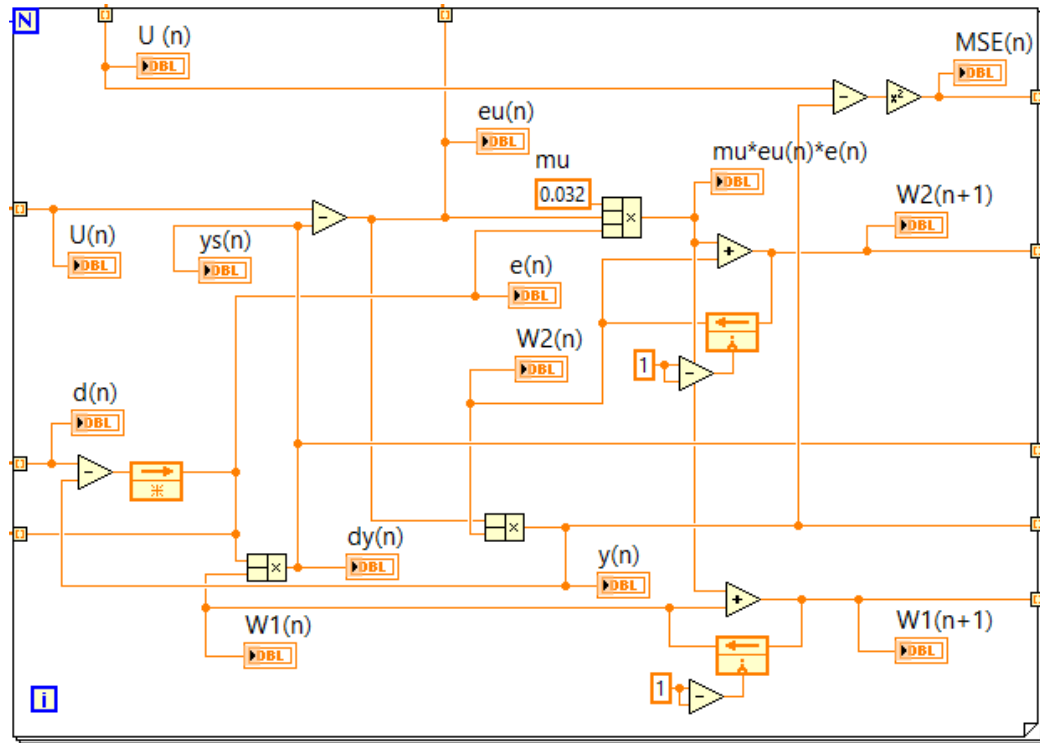 N
U (n)
DBL
MSE(n)
DBL
x²
eu(n)
DBL
mu
0.032
mu*eu(n)*e(n)
DBL
W2(n+1)
DBL
U(n)
DBL
ys(n)
DBL
e(n)
DBL
W2(n)
DBL
i
1
d(n)
DBL
dy(n)
DBL
y(n)
DBL
W1(n)
DBL
W1(n+1)
DBL
i
1
i